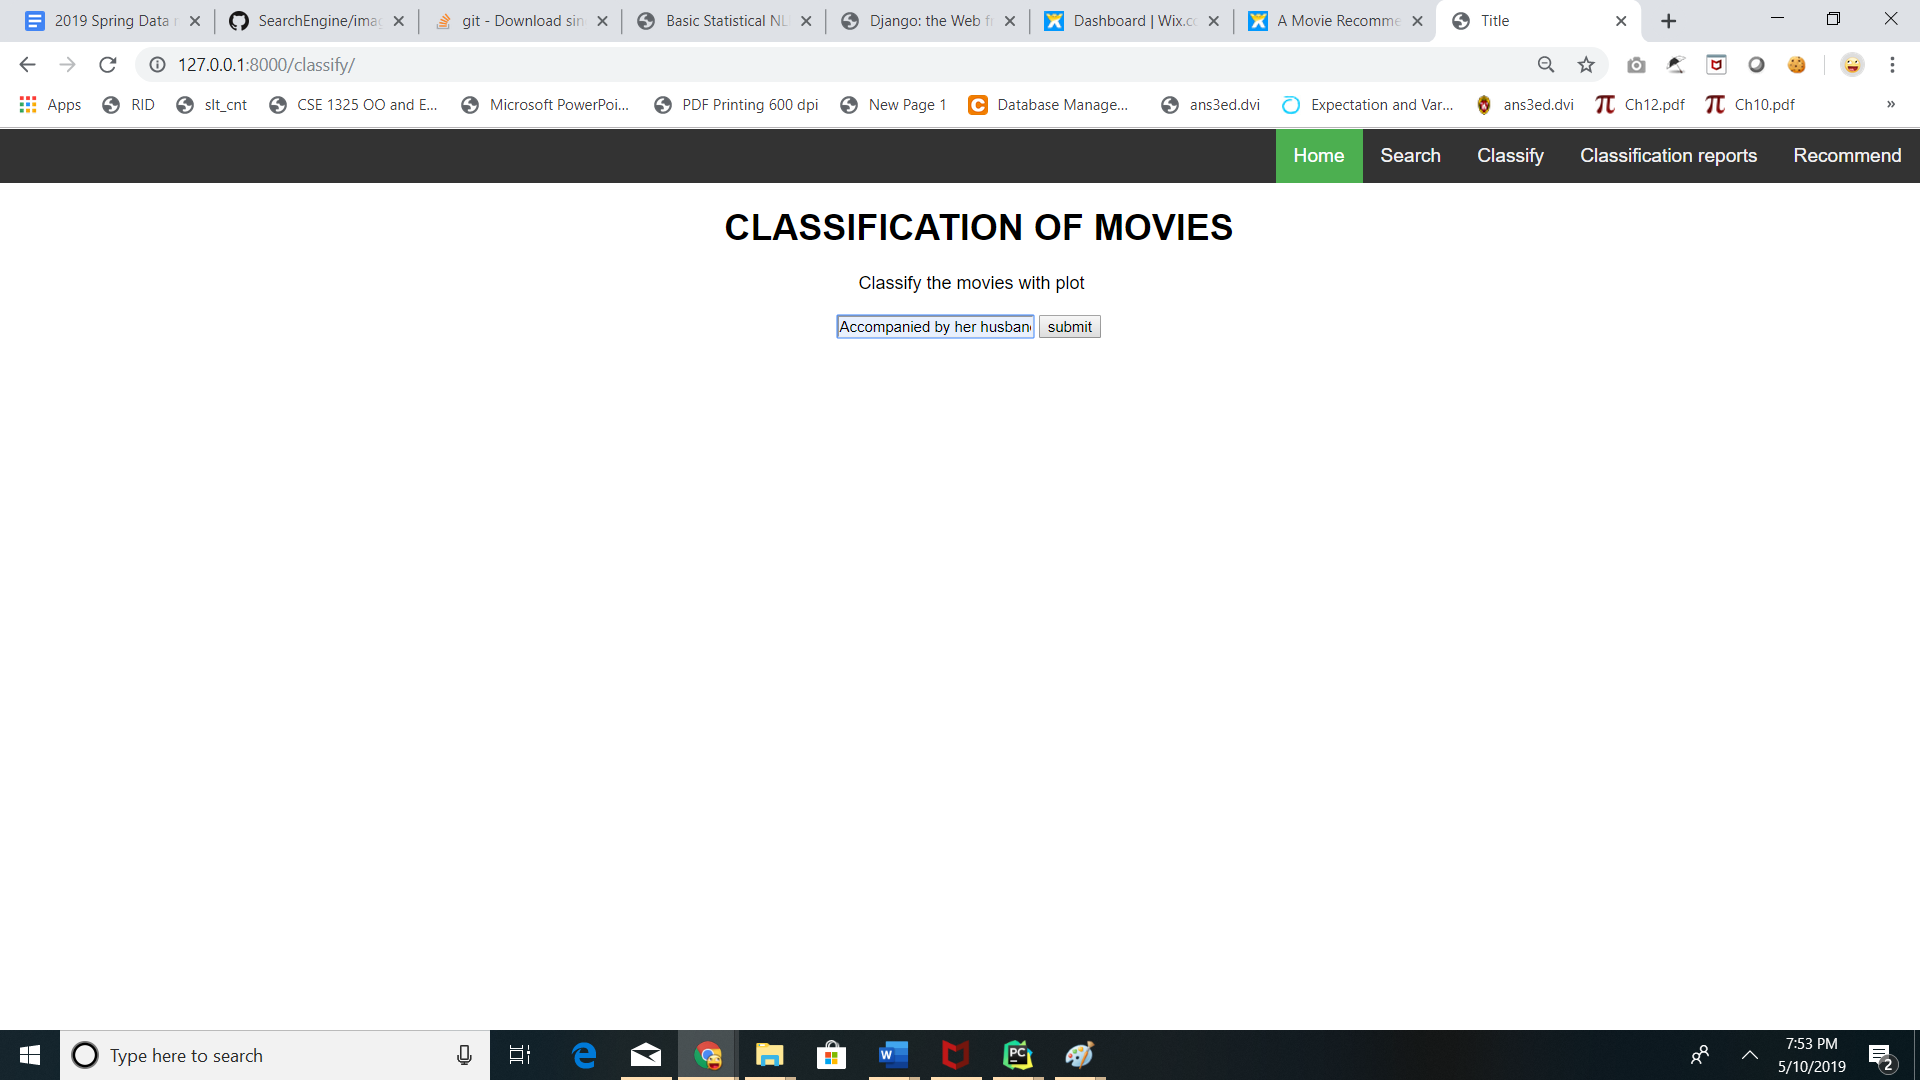 2019 Spring Data SearchEngine/ima git - Download sin Basic Statistical NL Django: the Web f Dashboard | Wix.c A Movie Recomme Title
127.0.0.1:8000/classify/
Apps RID slt_cnt CSE 1325 OO and E... Microsoft PowerPoi... PDF Printing 600 dpi New Page 1 Database Manage... ans3ed.dvi Expectation and Var... ans3ed.dvi Ch12.pdf Ch10.pdf »
Home Search Classify Classification reports Recommend
CLASSIFICATION OF MOVIES
Classify the movies with plot
Accompanied by her husban submit
Type here to search
7:53 PM
5/10/2019
2